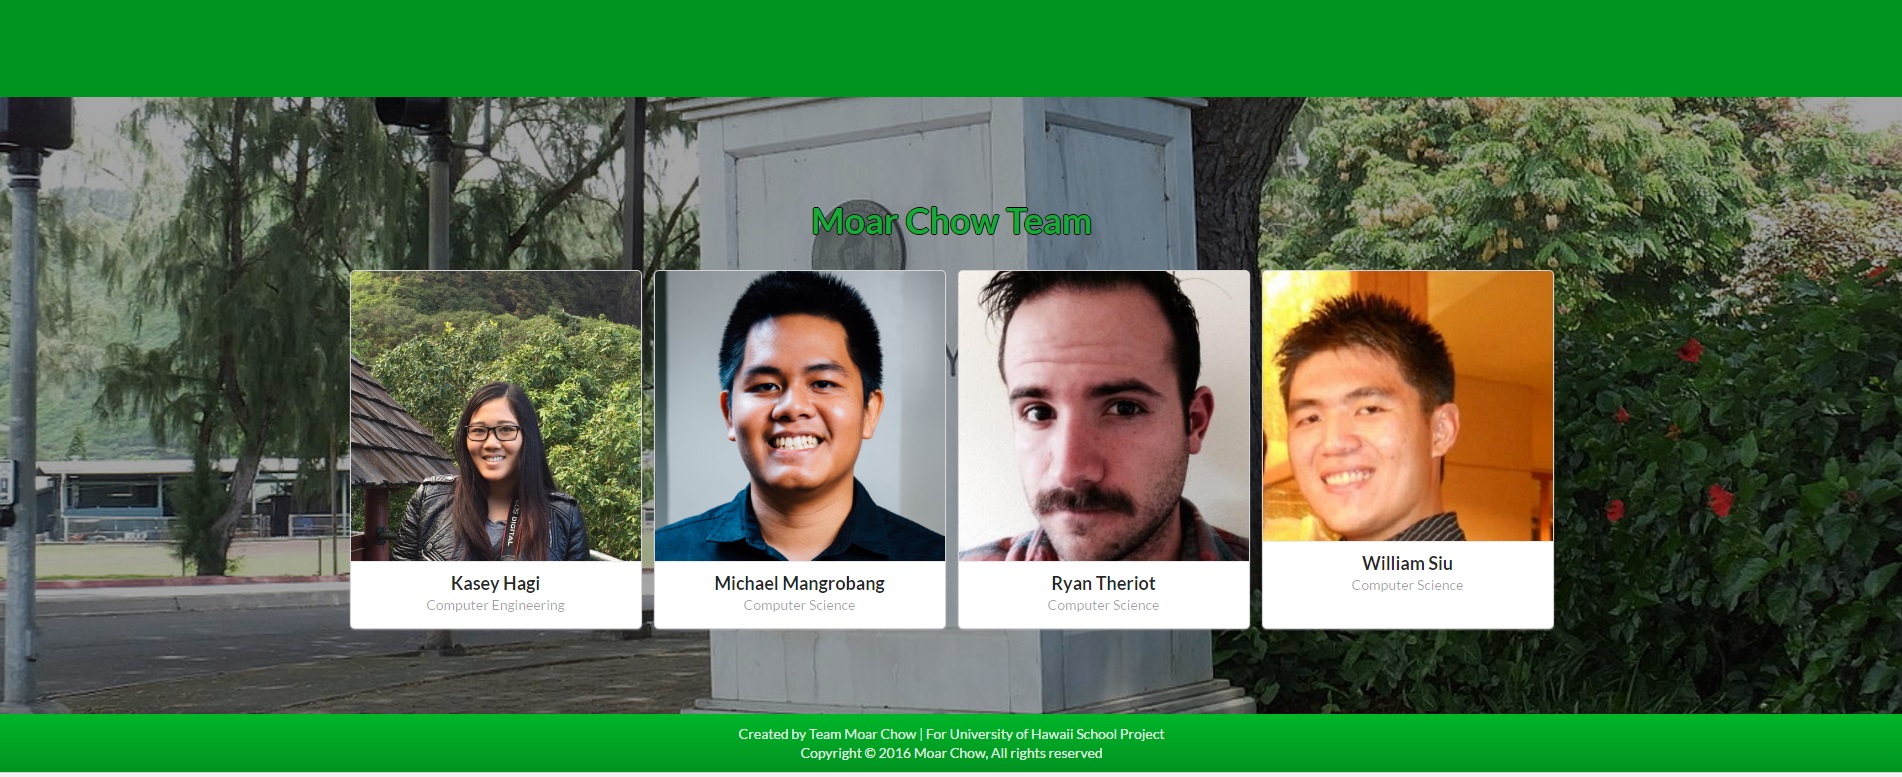 Moar Chow Team
Y
DIGITAL
Kasey Hagi
Computer Engineering
Michael Mangrobang
Computer Science
Ryan Theriot
Computer Science
William Siu
Computer Science
Created by Team Moar Chow | For University of Hawaii School Project
Copyright © 2016 Moar Chow, All rights reserved